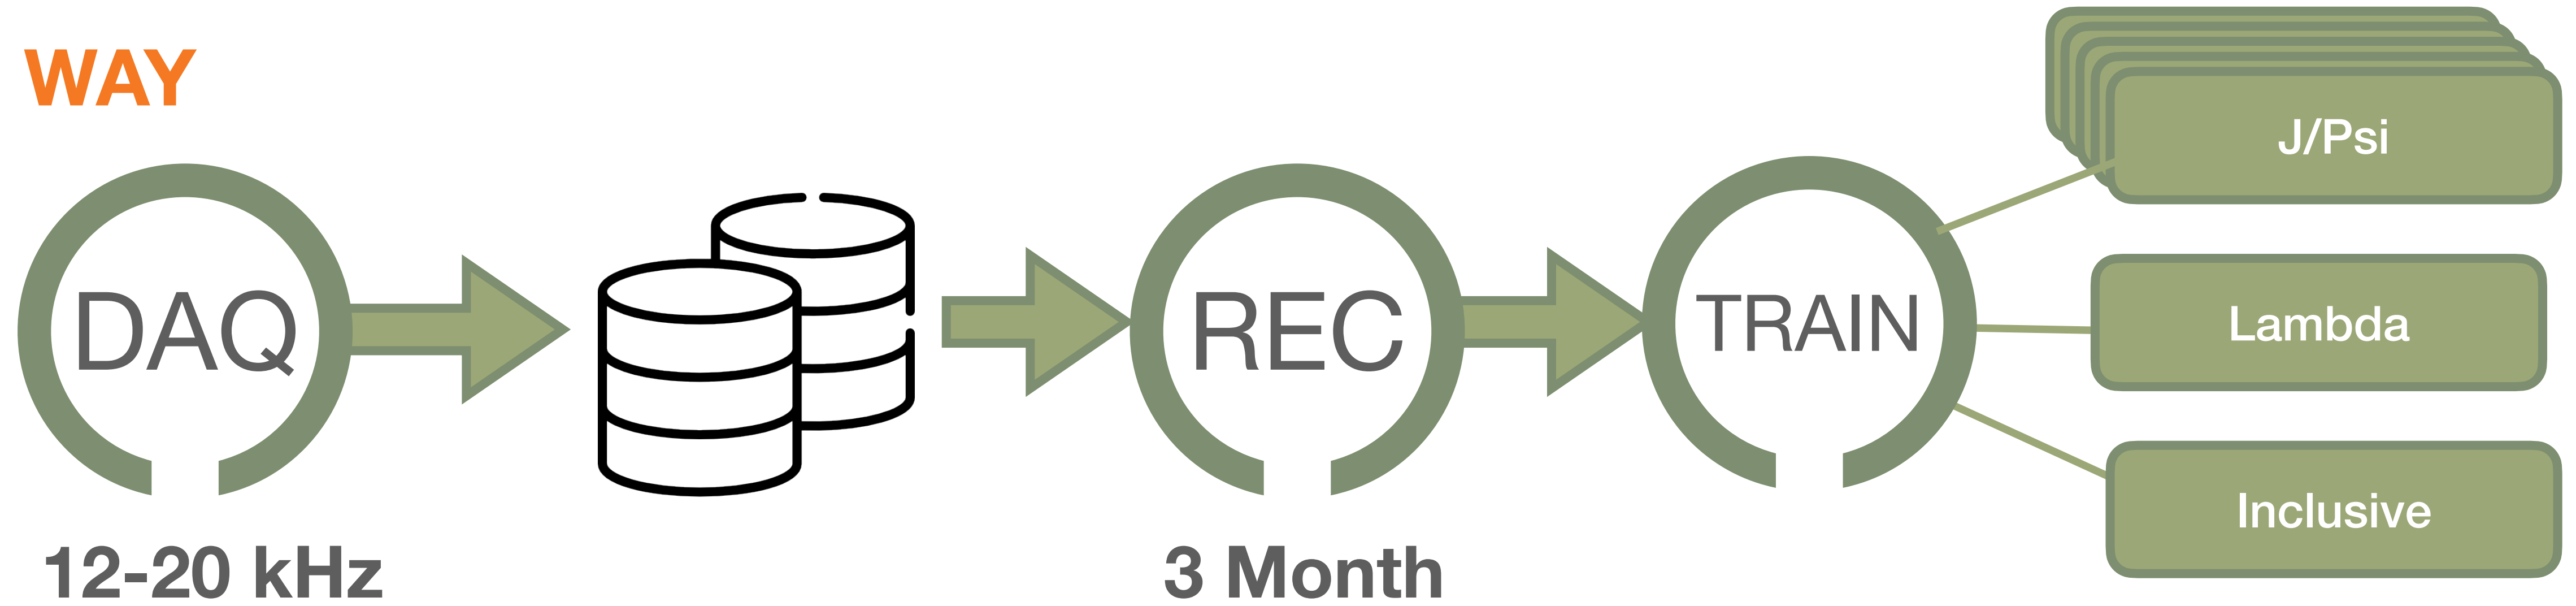 WAY
DAQ
12-20 kHz
REC
3 Month
TRAIN
J/Psi
Lambda
Inclusive